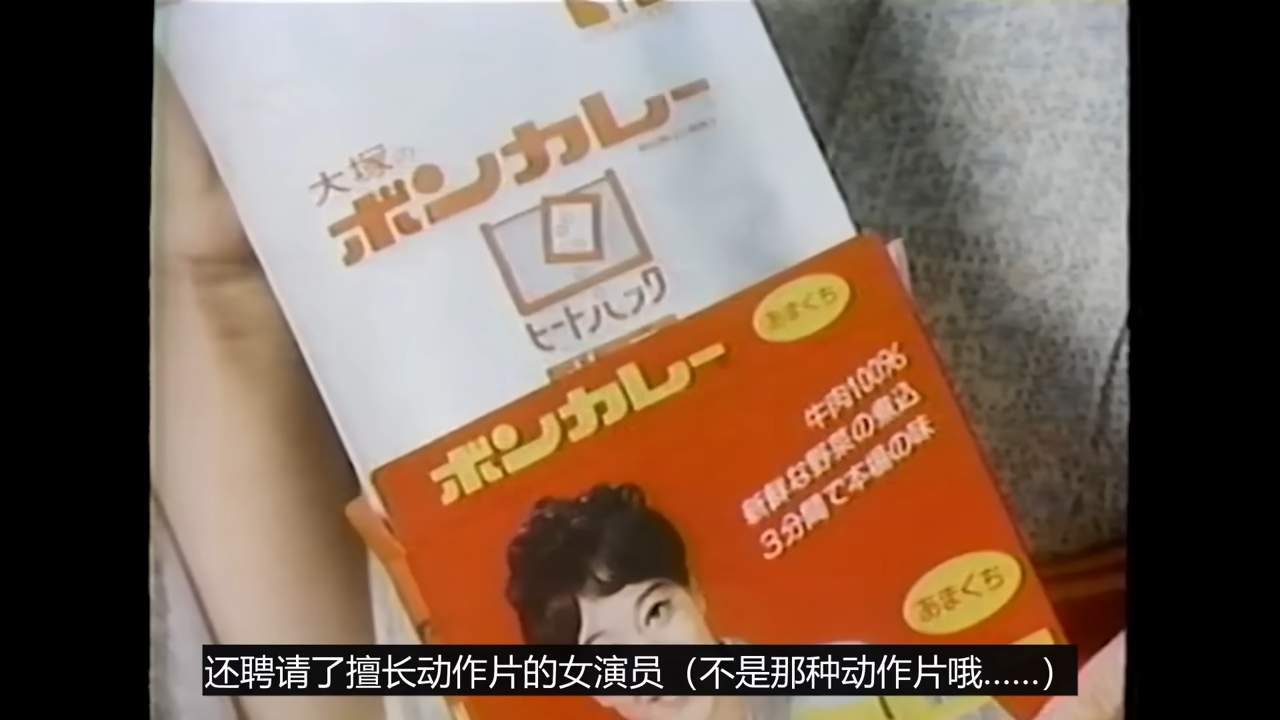 大塚の
ボンカレー
ヒートパック
ボンカレー
あまくち
牛肉100%
新鮮な野菜の煮込
3分間で本場の味
あまくち
还聘请了擅长动作片的女演员（不是那种动作片哦……）